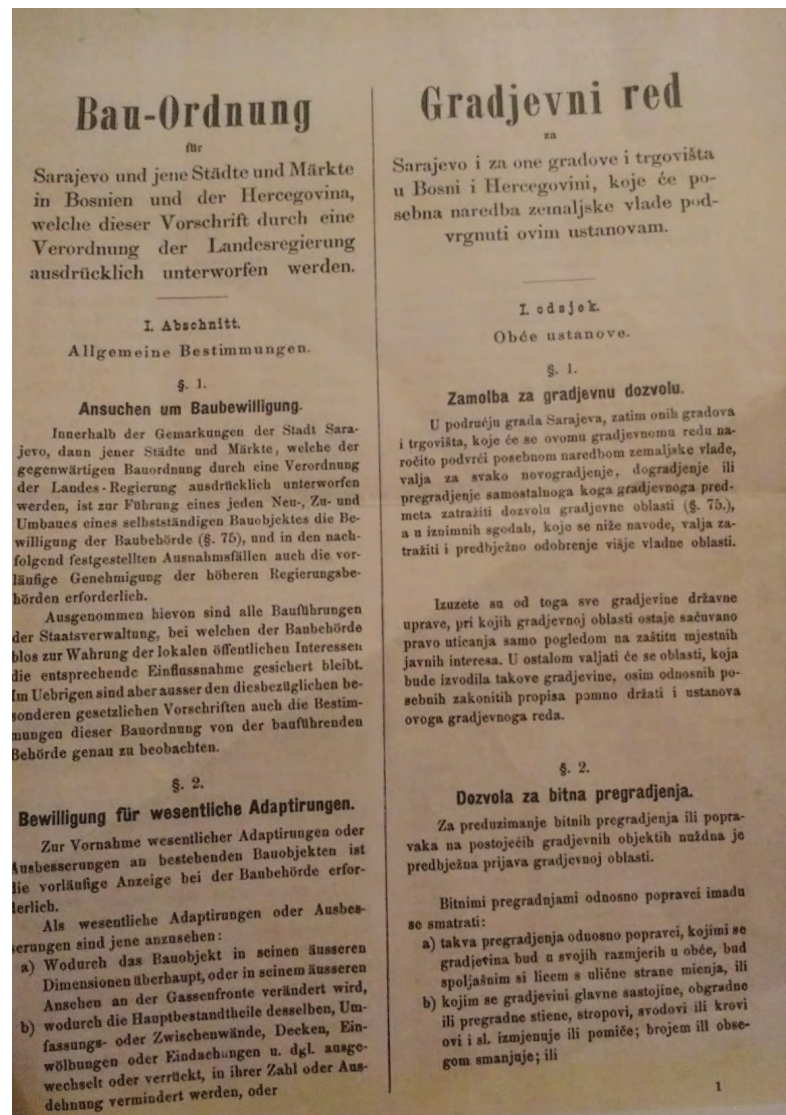 Bau-Ordnung
für
Sarajevo und jene Städte und Märkte
in Bosnien und der Hercegovina,
welche dieser Vorschrift durch eine
Verordnung der Landesregierung
ausdrücklich unterworfen werden.
I. Abschnitt.
Allgemeine Bestimmungen.
§. 1.
Ansuchen um Baubewilligung.
Innerhalb der Gemarkungen der Stadt Sara-
jevo, dann jener Städte und Märkte, welche der
gegenwärtigen Bauordnung durch eine Verordnung
der Landes-Regierung ausdrücklich unterworfen
werden, ist zur Führung eines jeden Neu-, Zu- und
Umbaues eines selbstständigen Bauobjektes die Be-
willigung der Baubehörde (§. 75), und in den nach-
folgend festgestellten Ausnahmsfällen auch die vor-
läufige Genehmigung der höheren Regierungsbe-
hörden erforderlich.
Ausgenommen hievon sind alle Bauführungen
der Staatsverwaltung, bei welchen der Baubehörde
blos zur Wahrung der lokalen öffentlichen Interessen
die entsprechende Einflussnahme gesichert bleibt.
Im Uebrigen sind aber ausser den diesbezüglichen be-
sonderen gesetzlichen Vorschriften auch die Bestim-
mungen dieser Bauordnung von der bauführenden
Behörde genau zu beobachten.
§. 2.
Bewilligung für wesentliche Adaptirungen.
Zur Vornahme wesentlicher Adaptirungen oder
Ausbesserungen an bestehenden Bauobjekten ist
die vorläufige Anzeige bei der Baubehörde erfor-
derlich.
Als wesentliche Adaptirungen oder Ausbes-
serungen sind jene anzusehen:
a) Wodurch das Bauobjekt in seinen äusseren
Dimensionen überhaupt, oder in seinem äusseren
Ansehen an der Gassenfronte verändert wird,
b) wodurch die Hauptbestandtheile desselben, Um-
fassungs- oder Zwischenwände, Decken, Ein-
wölbungen oder Eindachungen u. dgl. ausge-
wechselt oder verrückt, in ihrer Zahl oder Aus-
dehnung vermindert werden, oder
Gradjevni red
za
Sarajevo i za one gradove i trgovišta
u Bosni i Hercegovini, koje će po-
sebna naredba zemaljske vlade pod-
vrgnuti ovim ustanovam.
I. odsjek.
Obće ustanove.
§. 1.
Zamolba za gradjevnu dozvolu.
U području grada Sarajeva, zatim onih gradova
i trgovišta, koje će se ovomu gradjevnomu redu na-
ročito podvrći posebnom naredbom zemaljske vlade,
valja za svako novogradjenje, dogradjenje ili
pregradjenje samostalnoga koga gradjevnoga pred-
meta zatražiti dozvolu gradjevne oblasti (§. 75.),
a u iznimnih sgodah, koje se niže navode, valja za-
tražiti i predbježno odobrenje višje vladne oblasti.
Izuzete su od toga sve gradjevine državne
uprave, pri kojih gradjevnoj oblasti ostaje sačuvano
pravo uticanja samo pogledom na zaštitu mjestnih
javnih interesa. U ostalom valjati će se oblasti, koja
bude izvodila takove gradjevine, osim odnosnih po-
sebnih zakonitih propisa pomno držati i ustanova
ovoga gradjevnoga reda.
§. 2.
Dozvola za bitna pregradjenja.
Za preduzimanje bitnih pregradjenja ili popra-
vaka na postojećih gradjevnih objektih nuždna je
predbježna prijava gradjevnoj oblasti.
Bitnimi pregradnjami odnosno popravci imadu
se smatrati:
a) takva pregradjenja odnosno popravci, kojimi se
gradjevina bud u svojih razmjerih u obće, bud
spoljašnim si licem s ulične strane mienja, ili
b) kojim se gradjevini glavne sastojine, obgradne
ili pregradne stiene, stropovi, svodovi ili krovi
ovi i sl. izmjenuje ili pomiče; brojem ili obse-
gom smanjuje; ili
1